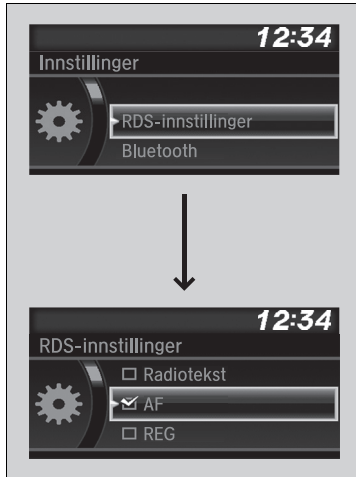 12:34
Innstillinger
RDS-innstillinger
Bluetooth
12:34
RDS-innstillinger
Radiotekst
AF
REG